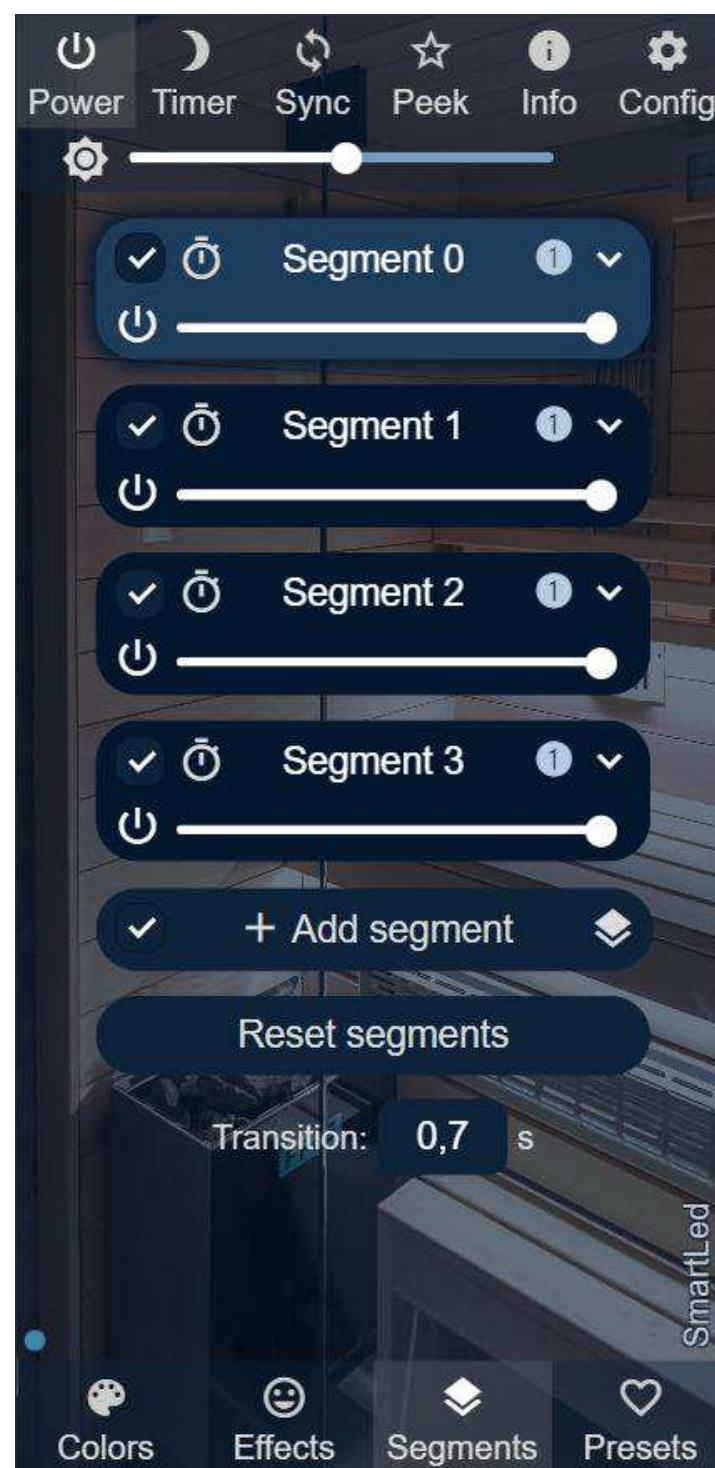 Power Timer Sync Peek Info Config
Segment 0 1
Segment 1 1
Segment 2 1
Segment 3 1
+ Add segment
Reset segments
Transition: 0,7 s
SmartLed
Colors Effects Segments Presets